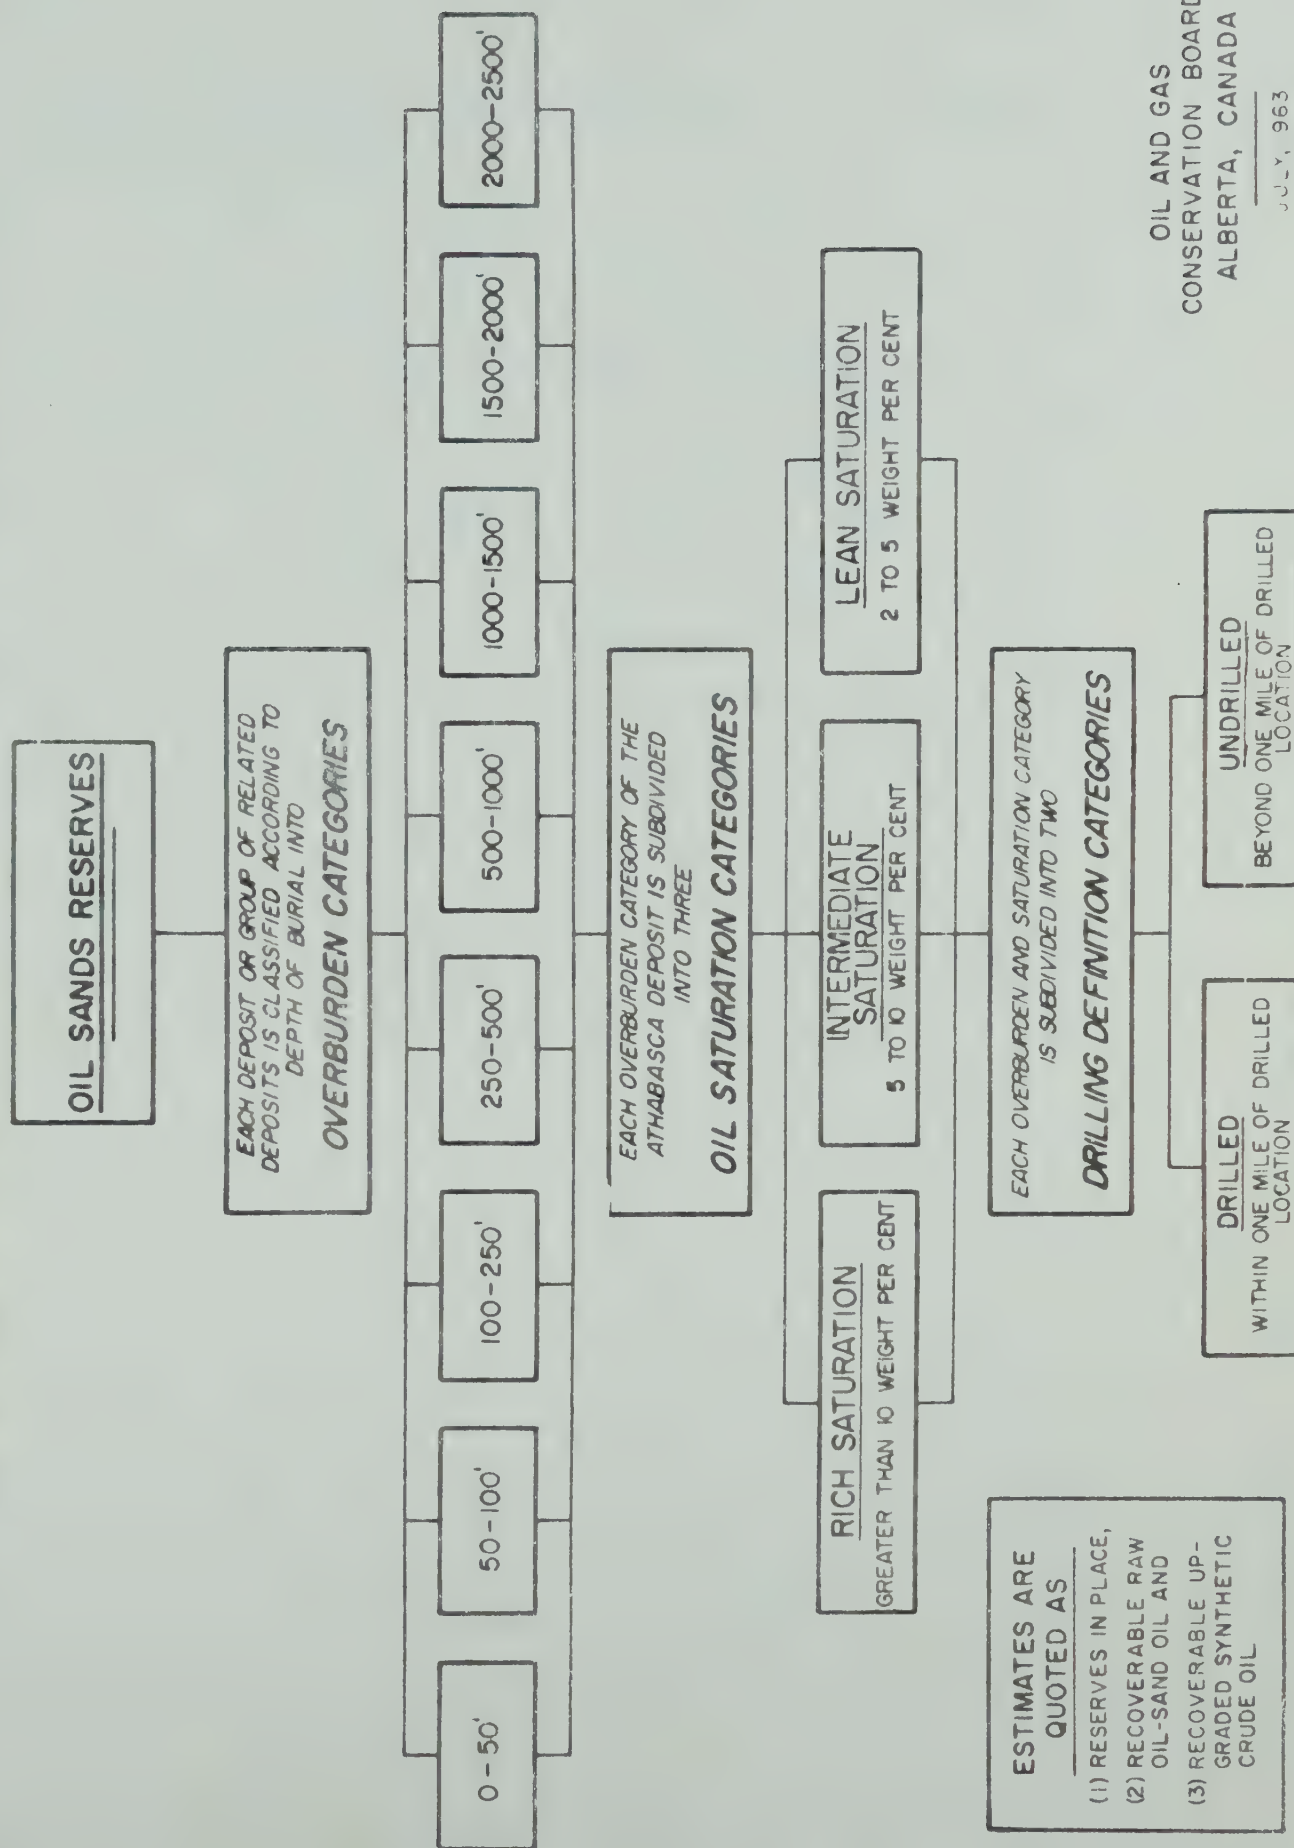 OIL SANDS RESERVES
EACH DEPOSIT OR GROUP OF RELATED
DEPOSITS IS CLASSIFIED ACCORDING TO
DEPTH OF BURIAL INTO
OVERBURDEN CATEGORIES
0-50'
50-100'
100-250'
250-500'
500-1000'
1000-1500'
1500-2000'
2000-2500'
EACH OVERBURDEN CATEGORY OF THE
ATHABASCA DEPOSIT IS SUBDIVIDED
INTO THREE
OIL SATURATION CATEGORIES
RICH SATURATION
GREATER THAN 10 WEIGHT PER CENT
INTERMEDIATE
SATURATION
5 TO 10 WEIGHT PER CENT
LEAN SATURATION
2 TO 5 WEIGHT PER CENT
EACH OVERBURDEN AND SATURATION CATEGORY
IS SUBDIVIDED INTO TWO
DRILLING DEFINITION CATEGORIES
DRILLED
WITHIN ONE MILE OF DRILLED
LOCATION
UNDRILLED
BEYOND ONE MILE OF DRILLED
LOCATION
ESTIMATES ARE
QUOTED AS
(1) RESERVES IN PLACE,
(2) RECOVERABLE RAW
OIL-SAND OIL AND
(3) RECOVERABLE UP-
GRADED SYNTHETIC
CRUDE OIL
OIL AND GAS
CONSERVATION BOARD
ALBERTA, CANADA
JULY, 963